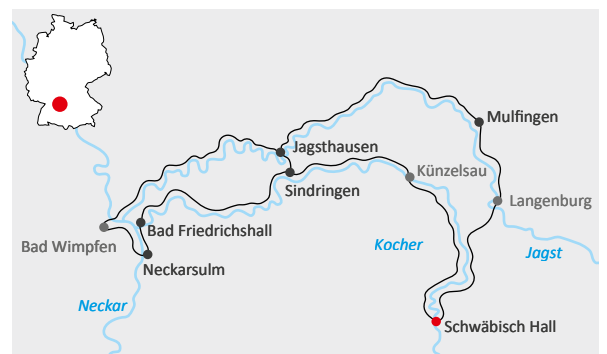 Mulfingen
Jagsthausen
Künzelsau
Sindringen
Langenburg
Bad Friedrichshall
Bad Wimpfen
Kocher
Jagst
Neckarsulm
Neckar
Schwäbisch Hall